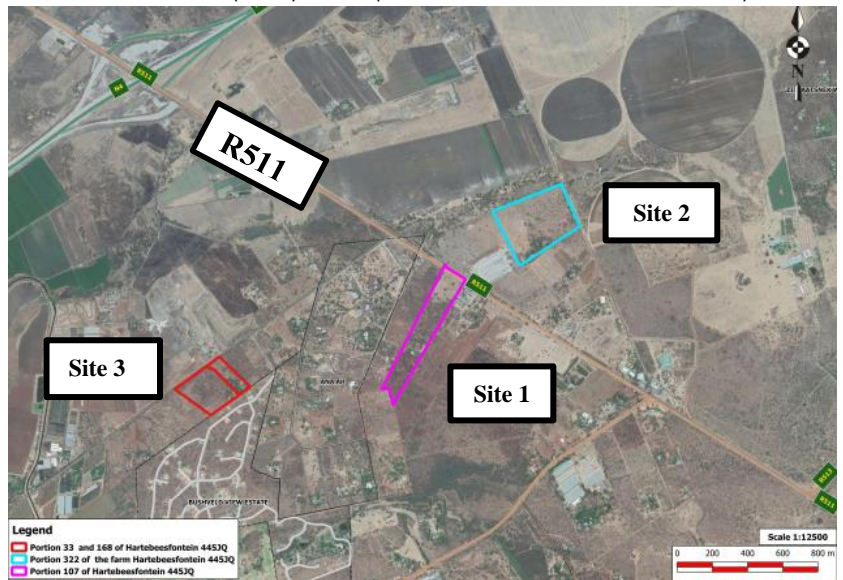 N4
R511
R511
N
Site 2
R511
Site 3
Site 1
BUSHVELD VIEW ESTATE
R513
R511
Legend
Portion 33 and 168 of Hartebeesfontein 445JQ
Portion 322 of the farm Hartebeesfontein 445JQ
Portion 107 of Hartebeesfontein 445JQ
Scale 1:12500
0 200 400 600 800 m